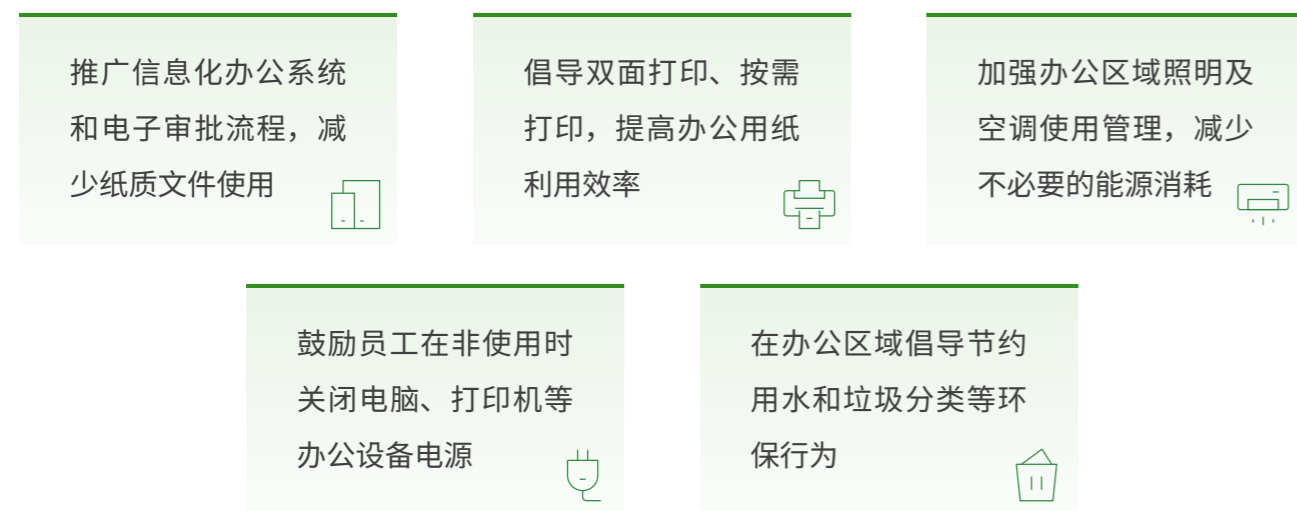 推广信息化办公系统
和电子审批流程，减
少纸质文件使用
倡导双面打印、按需
打印，提高办公用纸
利用效率
加强办公区域照明及
空调使用管理，减少
不必要的能源消耗
鼓励员工在非使用时
关闭电脑、打印机等
办公设备电源
在办公区域倡导节约
用水和垃圾分类等环
保行为